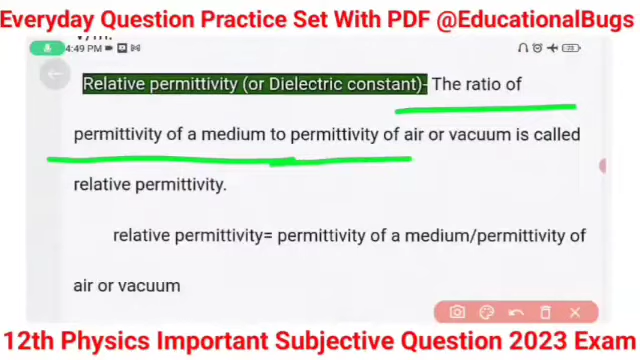 Everyday Question Practice Set With PDF @EducationalBugs
4:49 PM
Relative permittivity (or Dielectric constant)- The ratio of
permittivity of a medium to permittivity of air or vacuum is called
relative permittivity.
relative permittivity= permittivity of a medium/permittivity of
air or vacuum
12th Physics Important Subjective Question 2023 Exam